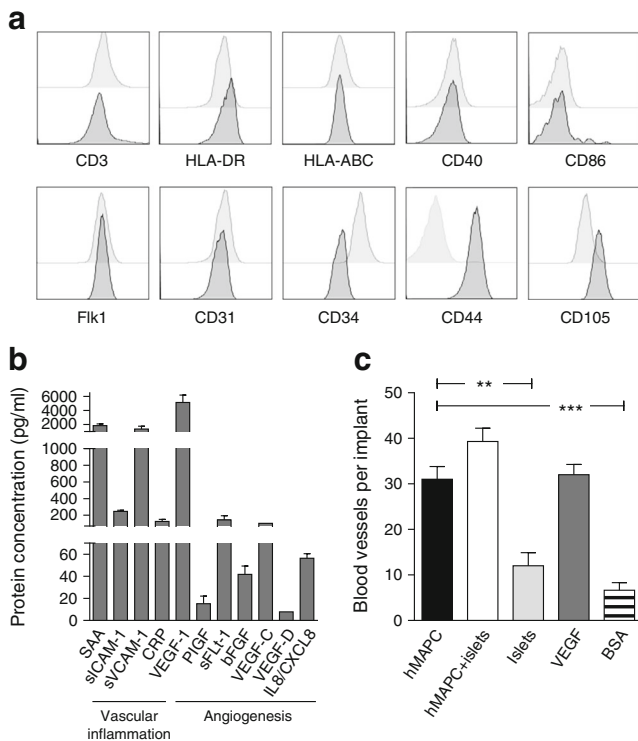 a
CD3
HLA-DR
HLA-ABC
CD40
CD86
Flk1
CD31
CD34
CD44
CD105
b
Protein concentration (pg/ml)
6000
4000
2000
1000
800
600
400
200
60
40
20
0
SAA
sICAM-1
sVCAM-1
CRP
VEGF-1
PlGF
sFLt-1
bFGF
VEGF-C
VEGF-D
IL8/CXCL8
Vascular
inflammation
Angiogenesis
c
**
***
Blood vessels per implant
50
40
30
20
10
0
hMAPC
hMAPC+islets
Islets
VEGF
BSA